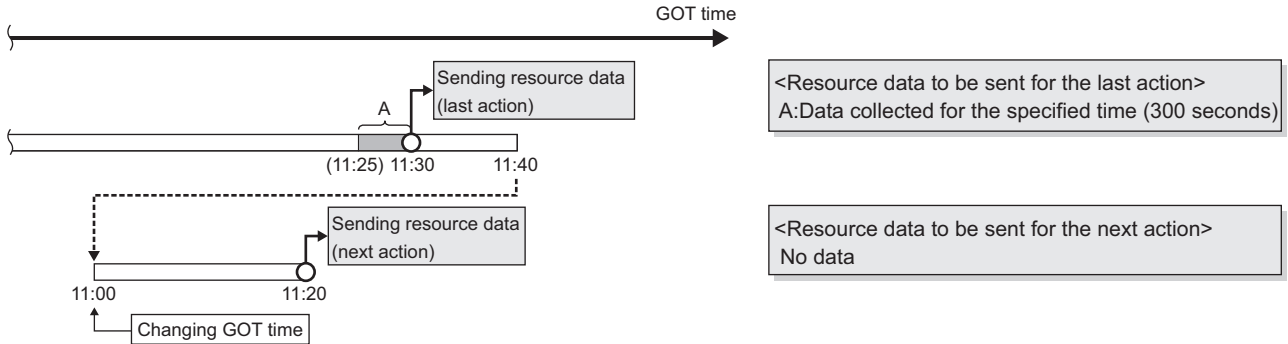 GOT time
Sending resource data
(last action)
A
(11:25) 11:30 11:40
<Resource data to be sent for the last action>
A:Data collected for the specified time (300 seconds)
Sending resource data
(next action)
11:00 11:20
Changing GOT time
<Resource data to be sent for the next action>
No data